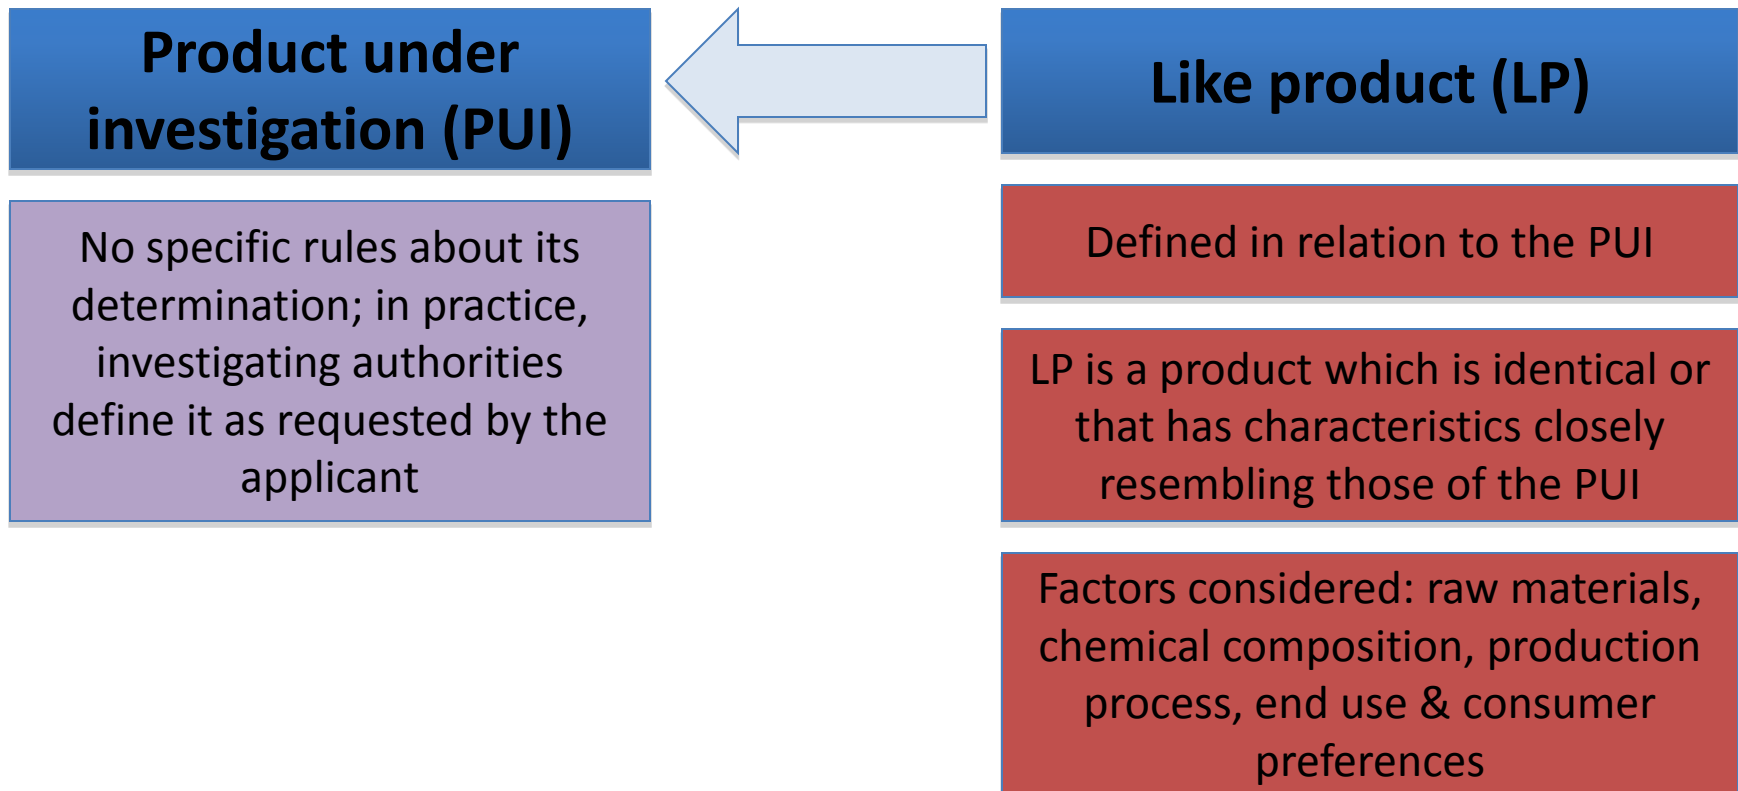 Product under
investigation (PUI)
No specific rules about its
determination; in practice,
investigating authorities
define it as requested by the
applicant
Like product (LP)
Defined in relation to the PUI
LP is a product which is identical or
that has characteristics closely
resembling those of the PUI
Factors considered: raw materials,
chemical composition, production
process, end use & consumer
preferences